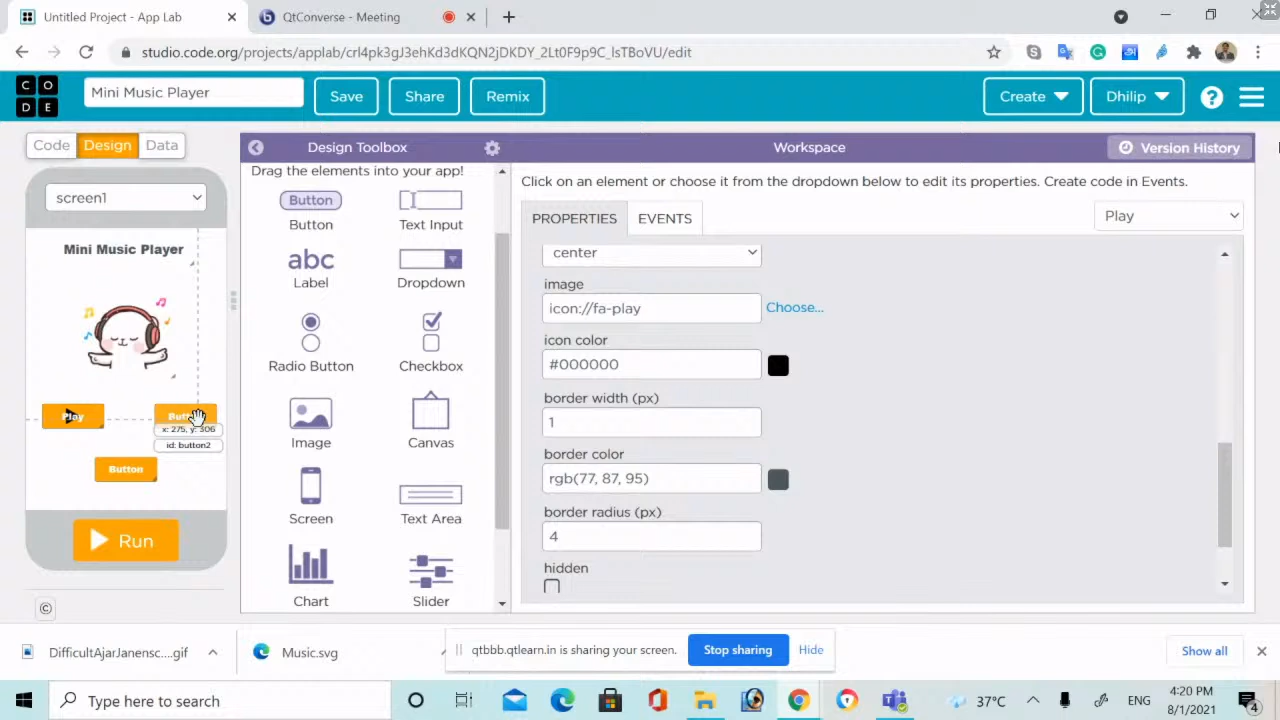 Untitled Project - App Lab
QtConverse - Meeting
studio.code.org/projects/applab/crl4pk3gJ3ehKd3dKQN2jDKDY_2Lt0F9p9C_lsTBoVU/edit
C O
D E
Mini Music Player
Save
Share
Remix
Create
Dhilip
?
Code
Design
Data
Design Toolbox
Workspace
Version History
Drag the elements into your app!
Click on an element or choose it from the dropdown below to edit its properties. Create code in Events.
screen1
Button
Button
Text Input
PROPERTIES
EVENTS
Play
Mini Music Player
abc
Label
Dropdown
center
image
icon://fa-play
Choose...
icon color
#000000
Radio Button
Checkbox
border width (px)
1
Play
x: 275, y: 306
id: button2
Image
Canvas
border color
rgb(77, 87, 95)
Button
Screen
Text Area
border radius (px)
4
Run
hidden
Chart
Slider
©
DifficultAjarJanensc....gif
Music.svg
qtbbb.qtlearn.in is sharing your screen.
Stop sharing
Hide
Show all
Type here to search
37°C
ENG
4:20 PM
8/1/2021
4